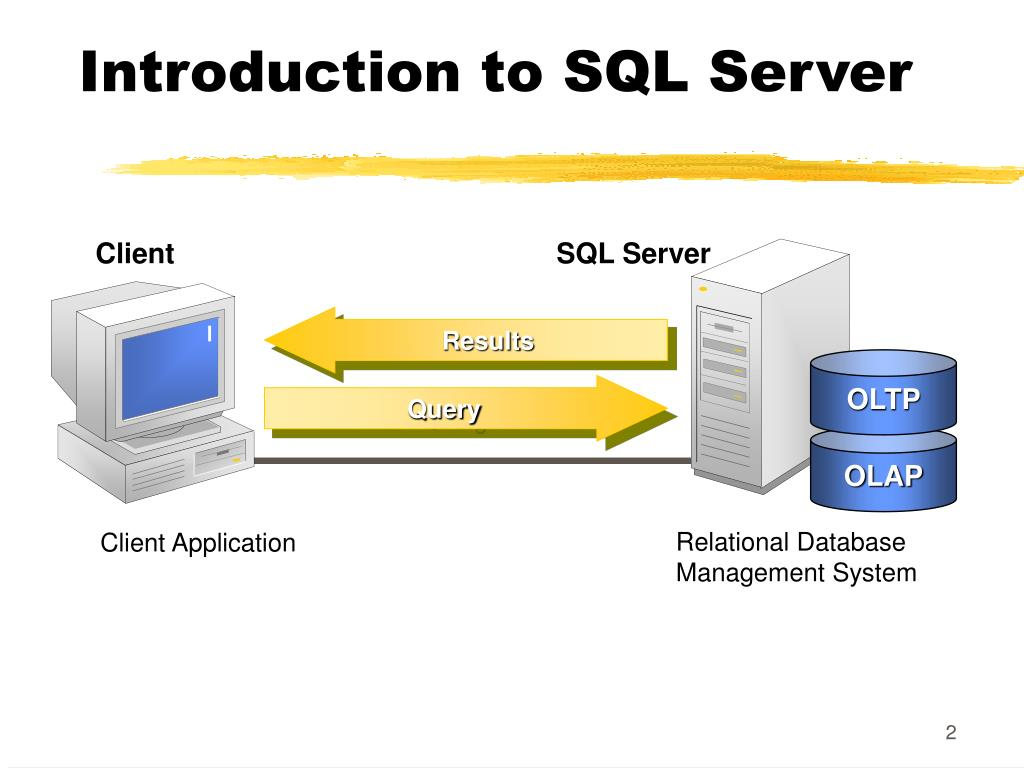 Introduction to SQL Server
Client
SQL Server
Results
Query
OLTP
OLAP
Client Application
Relational Database
Management System
2